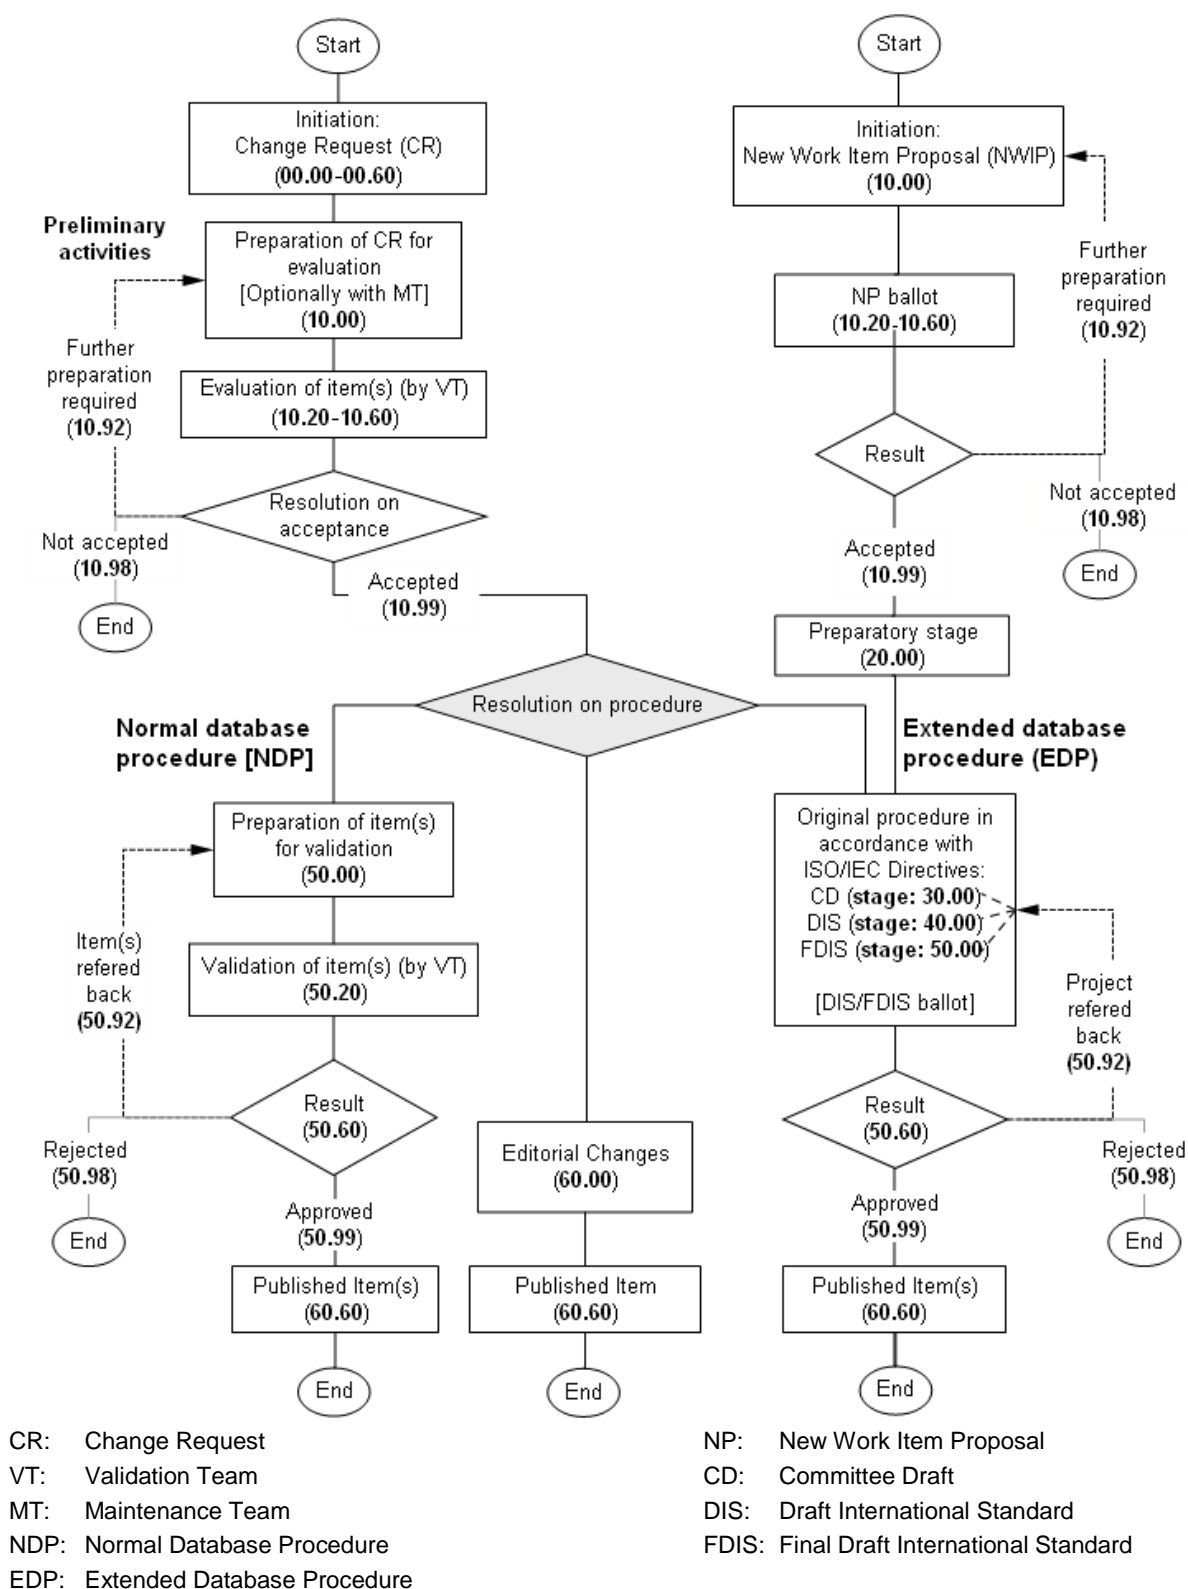 Start
Initiation:
Change Request (CR)
(00.00-00.60)
Preliminary
activities
Preparation of CR for
evaluation
[Optionally with MT]
(10.00)
Further
preparation
required
(10.92)
Evaluation of item(s) (by VT)
(10.20-10.60)
Resolution on
acceptance
Not accepted
(10.98)
End
Accepted
(10.99)
Start
Initiation:
New Work Item Proposal (NWIP)
(10.00)
Further
preparation
required
(10.92)
NP ballot
(10.20-10.60)
Result
Not accepted
(10.98)
End
Accepted
(10.99)
Preparatory stage
(20.00)
Resolution on procedure
Normal database
procedure [NDP]
Preparation of item(s)
for validation
(50.00)
Item(s)
refered
back
(50.92)
Validation of item(s) (by VT)
(50.20)
Result
(50.60)
Rejected
(50.98)
End
Approved
(50.99)
Published Item(s)
(60.60)
End
Editorial Changes
(60.00)
Published Item
(60.60)
End
Extended database
procedure (EDP)
Original procedure in
accordance with
ISO/IEC Directives:
CD (stage: 30.00)
DIS (stage: 40.00)
FDIS (stage: 50.00)
[DIS/FDIS ballot]
Project
refered
back
(50.92)
Result
(50.60)
Rejected
(50.98)
End
Approved
(50.99)
Published Item(s)
(60.60)
End
CR: Change Request
VT: Validation Team
MT: Maintenance Team
NDP: Normal Database Procedure
EDP: Extended Database Procedure
NP: New Work Item Proposal
CD: Committee Draft
DIS: Draft International Standard
FDIS: Final Draft International Standard